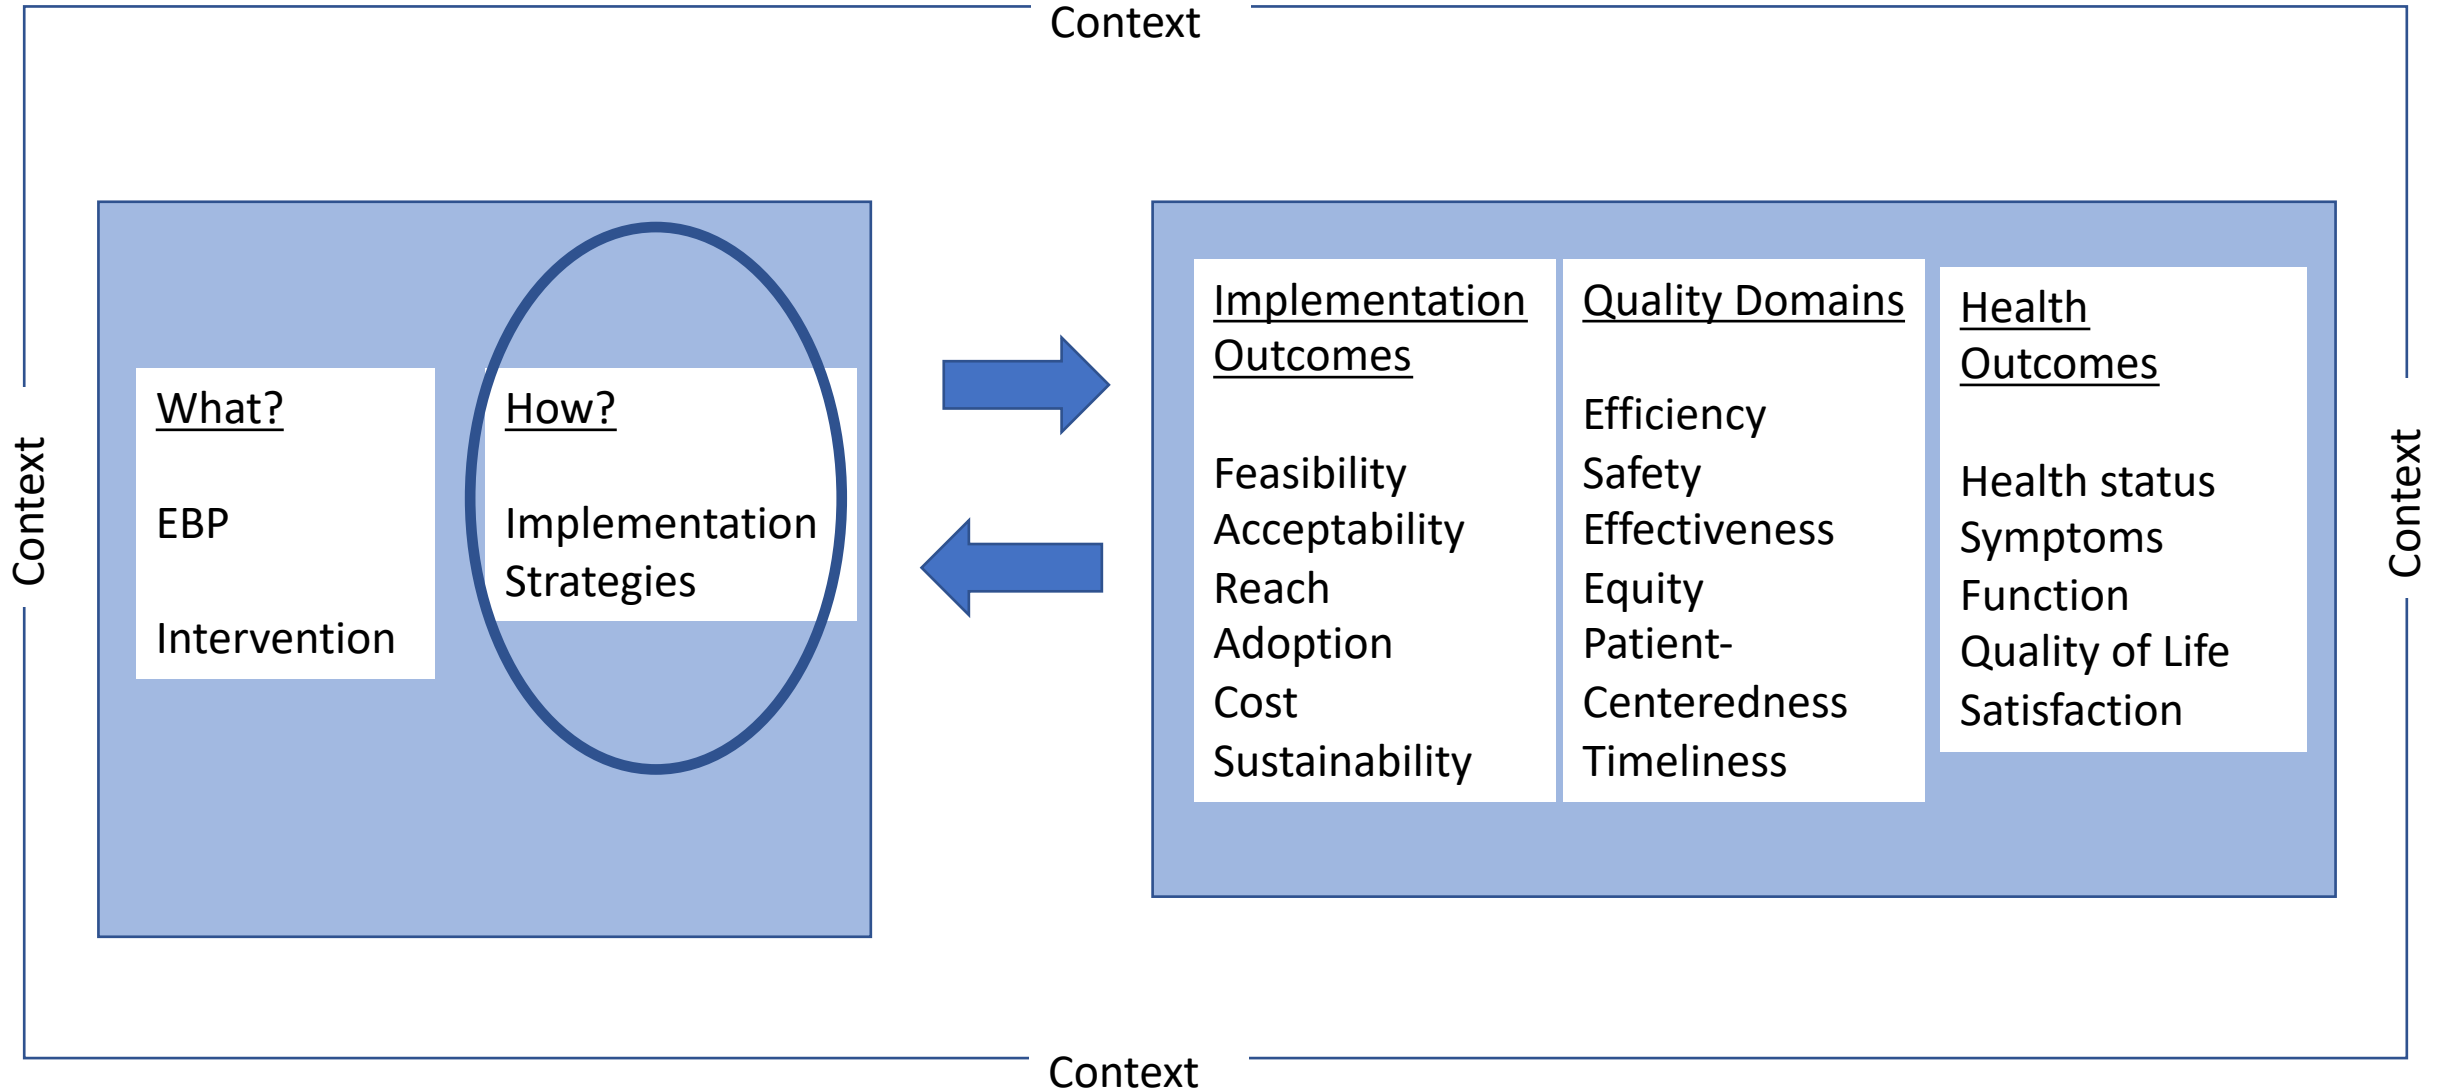 Context
Context
What?
EBP
Intervention
How?
Implementation
Strategies
Implementation
Outcomes
Feasibility
Acceptability
Reach
Adoption
Cost
Sustainability
Quality Domains
Efficiency
Safety
Effectiveness
Equity
Patient-
Centeredness
Timeliness
Health
Outcomes
Health status
Symptoms
Function
Quality of Life
Satisfaction
Context
Context